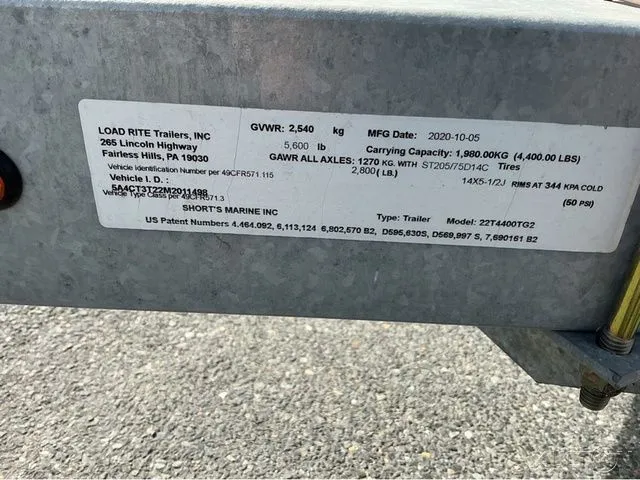 LOAD RITE Trailers, INC GVWR: 2,540 kg MFG Date: 2020-10-05
265 Lincoln Highway 5,600 lb Carrying Capacity: 1,980.00KG (4,400.00 LBS)
Fairless Hills, PA 19030 GAWR ALL AXLES: 1270 KG. WITH ST205/75D14C Tires
Vehicle Identification Number per 49CFR571.115 2,800 (LB.) 14X5-1/2J RIMS AT 344 KPA COLD
Vehicle I. D. : (50 PSI)
5A4CT3T22M2011498
Vehicle Type Class per 49CFR571.3
SHORT'S MARINE INC Type: Trailer Model: 22T4400TG2
US Patent Numbers 4.464.092, 6,113,124 6,802,570 B2, D595,630S, D569,997 S, 7,690161 B2